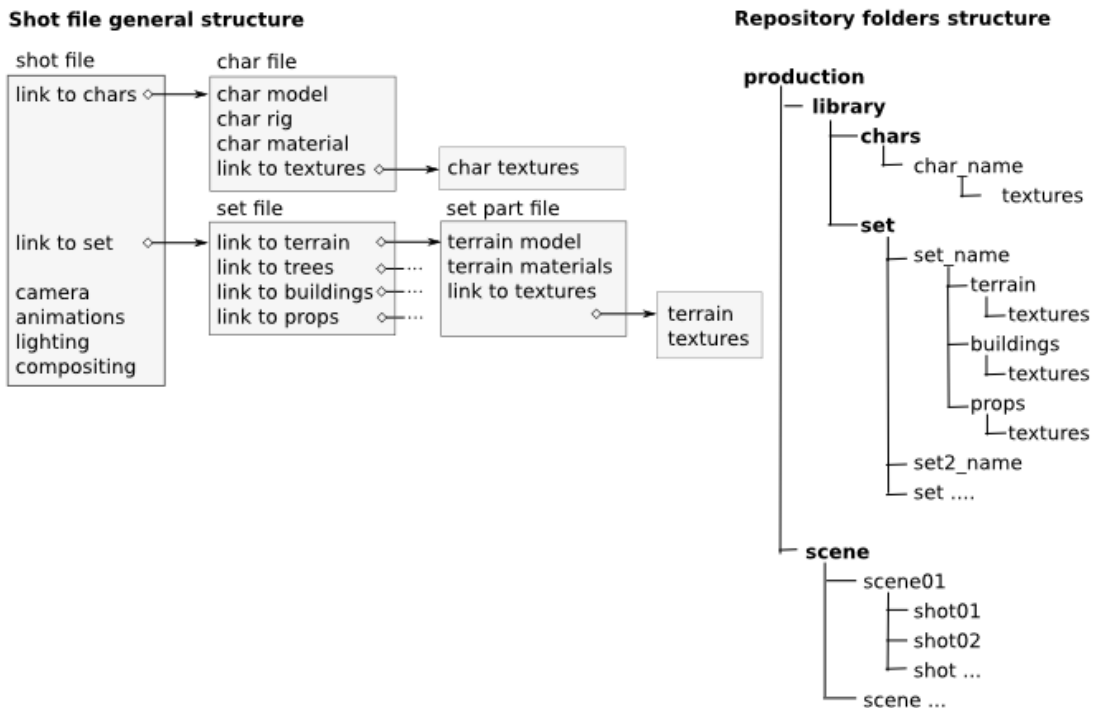 Shot file general structure
shot file
link to chars
link to set
camera
animations
lighting
compositing
char file
char model
char rig
char material
link to textures
char textures
set file
link to terrain
link to trees
link to buildings
link to props
set part file
terrain model
terrain materials
link to textures
terrain
textures
Repository folders structure
production
library
chars
char_name
textures
set
set_name
terrain
textures
buildings
textures
props
textures
set2_name
set ....
scene
scene01
shot01
shot02
shot ...
scene ...